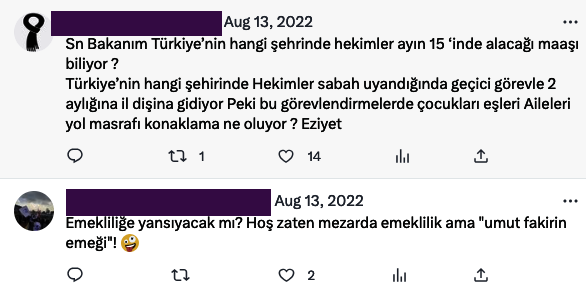 Aug 13, 2022
Sn Bakanım Türkiye’nin hangi şehrinde hekimler ayın 15 ‘inde alacağı maaşı
biliyor ?
Türkiye’nin hangi şehirinde Hekimler sabah uyandığında geçici görevle 2
aylığına il dişina gidiyor Peki bu görevlendirmelerde çocukları eşleri Aileleri
yol masrafı konaklama ne oluyor ? Eziyet
1 14
Aug 13, 2022
Emekliliğe yansıyacak mı? Hoş zaten mezarda emeklilik ama "umut fakirin
emeği"! 🤪
2